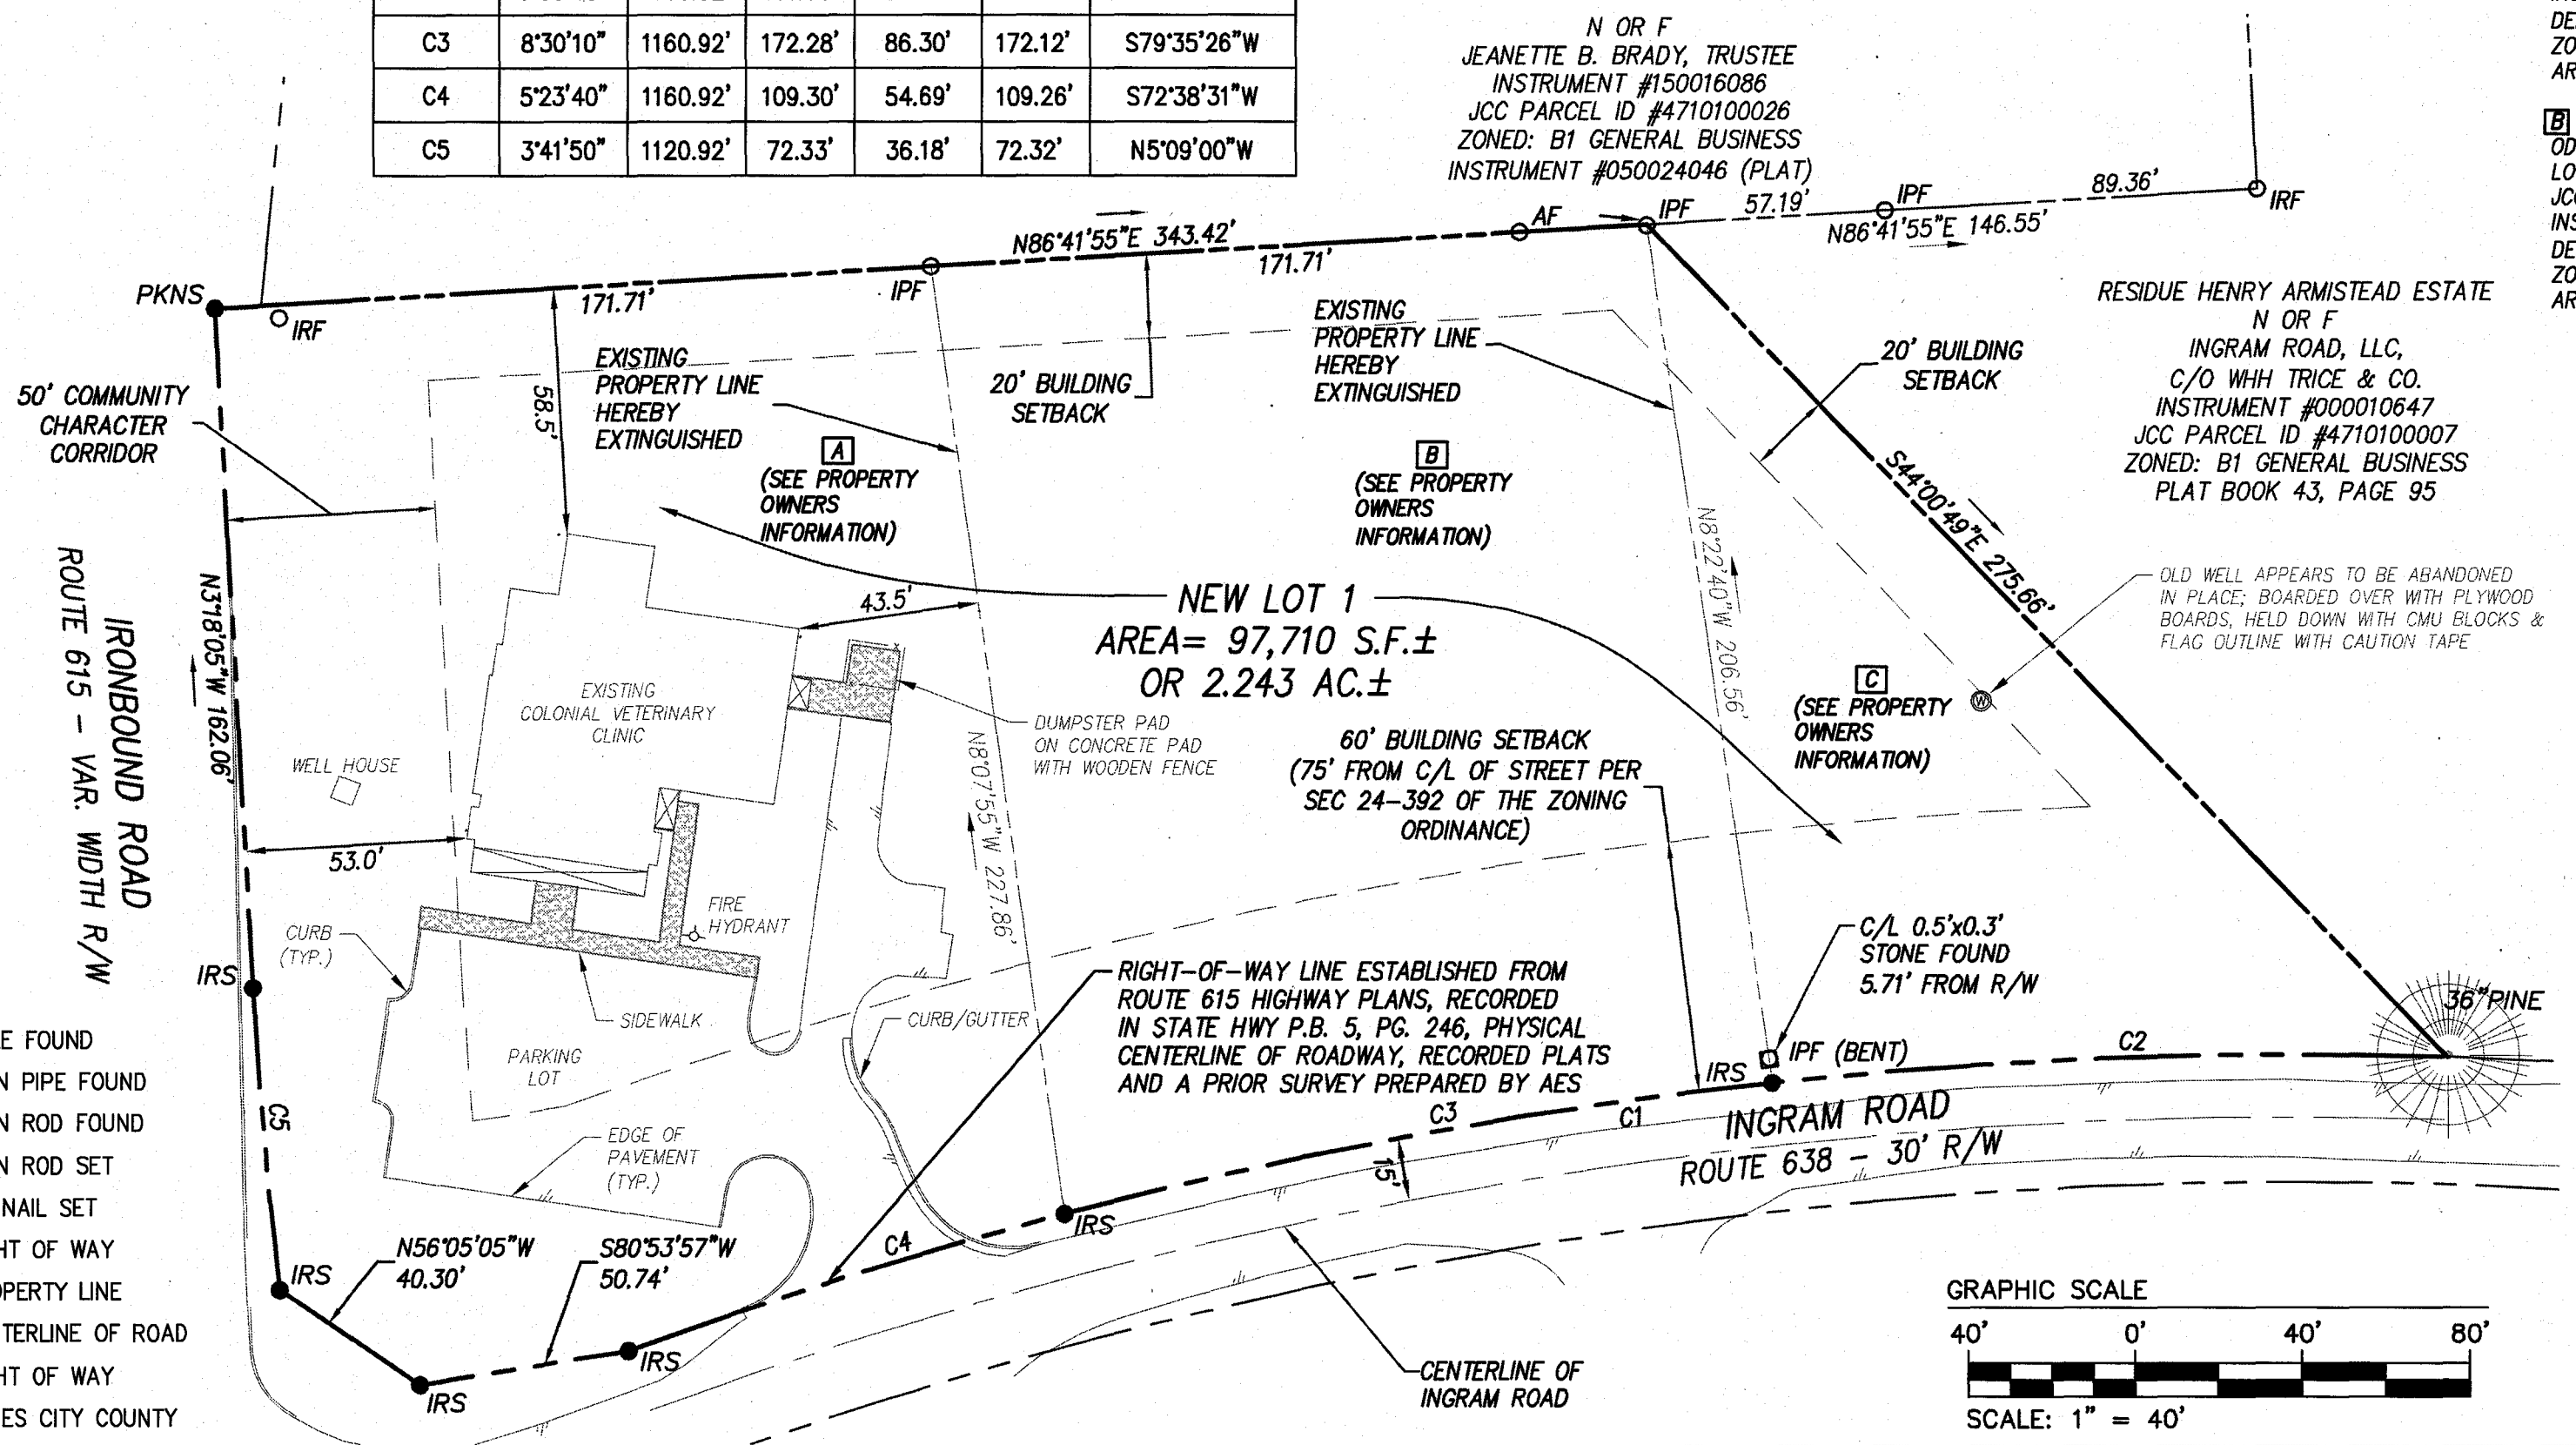 C3 8°30'10" 1160.92' 172.28' 86.30' 172.12' S79°35'26"W
C4 5°23'40" 1160.92' 109.30' 54.69' 109.26' S72°38'31"W
C5 3°41'50" 1120.92' 72.33' 36.18' 72.32' N5°09'00"W
N OR F
JEANETTE B. BRADY, TRUSTEE
INSTRUMENT #150016086
JCC PARCEL ID #4710100026
ZONED: B1 GENERAL BUSINESS
INSTRUMENT #050024046 (PLAT)
B
PKNS
IRF
171.71'
IPF
N86°41'55"E 343.42'
171.71'
AF
IPF
57.19'
IPF
N86°41'55"E 146.55'
89.36'
IRF
RESIDUE HENRY ARMISTEAD ESTATE
N OR F
INGRAM ROAD, LLC,
C/O WHH TRICE & CO.
INSTRUMENT #000010647
JCC PARCEL ID #4710100007
ZONED: B1 GENERAL BUSINESS
PLAT BOOK 43, PAGE 95
50' COMMUNITY
CHARACTER
CORRIDOR
58.5'
EXISTING
PROPERTY LINE
HEREBY
EXTINGUISHED
20' BUILDING
SETBACK
EXISTING
PROPERTY LINE
HEREBY
EXTINGUISHED
20' BUILDING
SETBACK
A
(SEE PROPERTY
OWNERS
INFORMATION)
B
(SEE PROPERTY
OWNERS
INFORMATION)
S44°00'49"E 275.66'
N8°22'40"W 206.56'
OLD WELL APPEARS TO BE ABANDONED
IN PLACE; BOARDED OVER WITH PLYWOOD
BOARDS, HELD DOWN WITH CMU BLOCKS &
FLAG OUTLINE WITH CAUTION TAPE
W
IRONBOUND ROAD
ROUTE 615 - VAR. WIDTH R/W
N3°18'05"W 162.06'
43.5'
NEW LOT 1
AREA= 97,710 S.F.±
OR 2.243 AC.±
EXISTING
COLONIAL VETERINARY
CLINIC
WELL HOUSE
53.0'
DUMPSTER PAD
ON CONCRETE PAD
WITH WOODEN FENCE
N8°07'55"W 227.86'
60' BUILDING SETBACK
(75' FROM C/L OF STREET PER
SEC 24-392 OF THE ZONING
ORDINANCE)
C
(SEE PROPERTY
OWNERS
INFORMATION)
FIRE
HYDRANT
CURB
(TYP.)
IRS
SIDEWALK
PARKING
LOT
CURB/GUTTER
RIGHT-OF-WAY LINE ESTABLISHED FROM
ROUTE 615 HIGHWAY PLANS, RECORDED
IN STATE HWY P.B. 5, PG. 246, PHYSICAL
CENTERLINE OF ROADWAY, RECORDED PLATS
AND A PRIOR SURVEY PREPARED BY AES
C/L 0.5'x0.3'
STONE FOUND
5.71' FROM R/W
IPF (BENT)
IRS
C2
36" PINE
C3
C1
15'
INGRAM ROAD
ROUTE 638 - 30' R/W
C5
EDGE OF
PAVEMENT
(TYP.)
IRS
C4
IRS
N56°05'05"W
40.30'
S80°53'57"W
50.74'
IRS
IRS
CENTERLINE OF
INGRAM ROAD
FOUND
PIPE FOUND
ROD FOUND
ROD SET
NAIL SET
OF WAY
LINE
OF ROAD
OF WAY
CITY COUNTY
GRAPHIC SCALE
40' 0' 40' 80'
SCALE: 1" = 40'